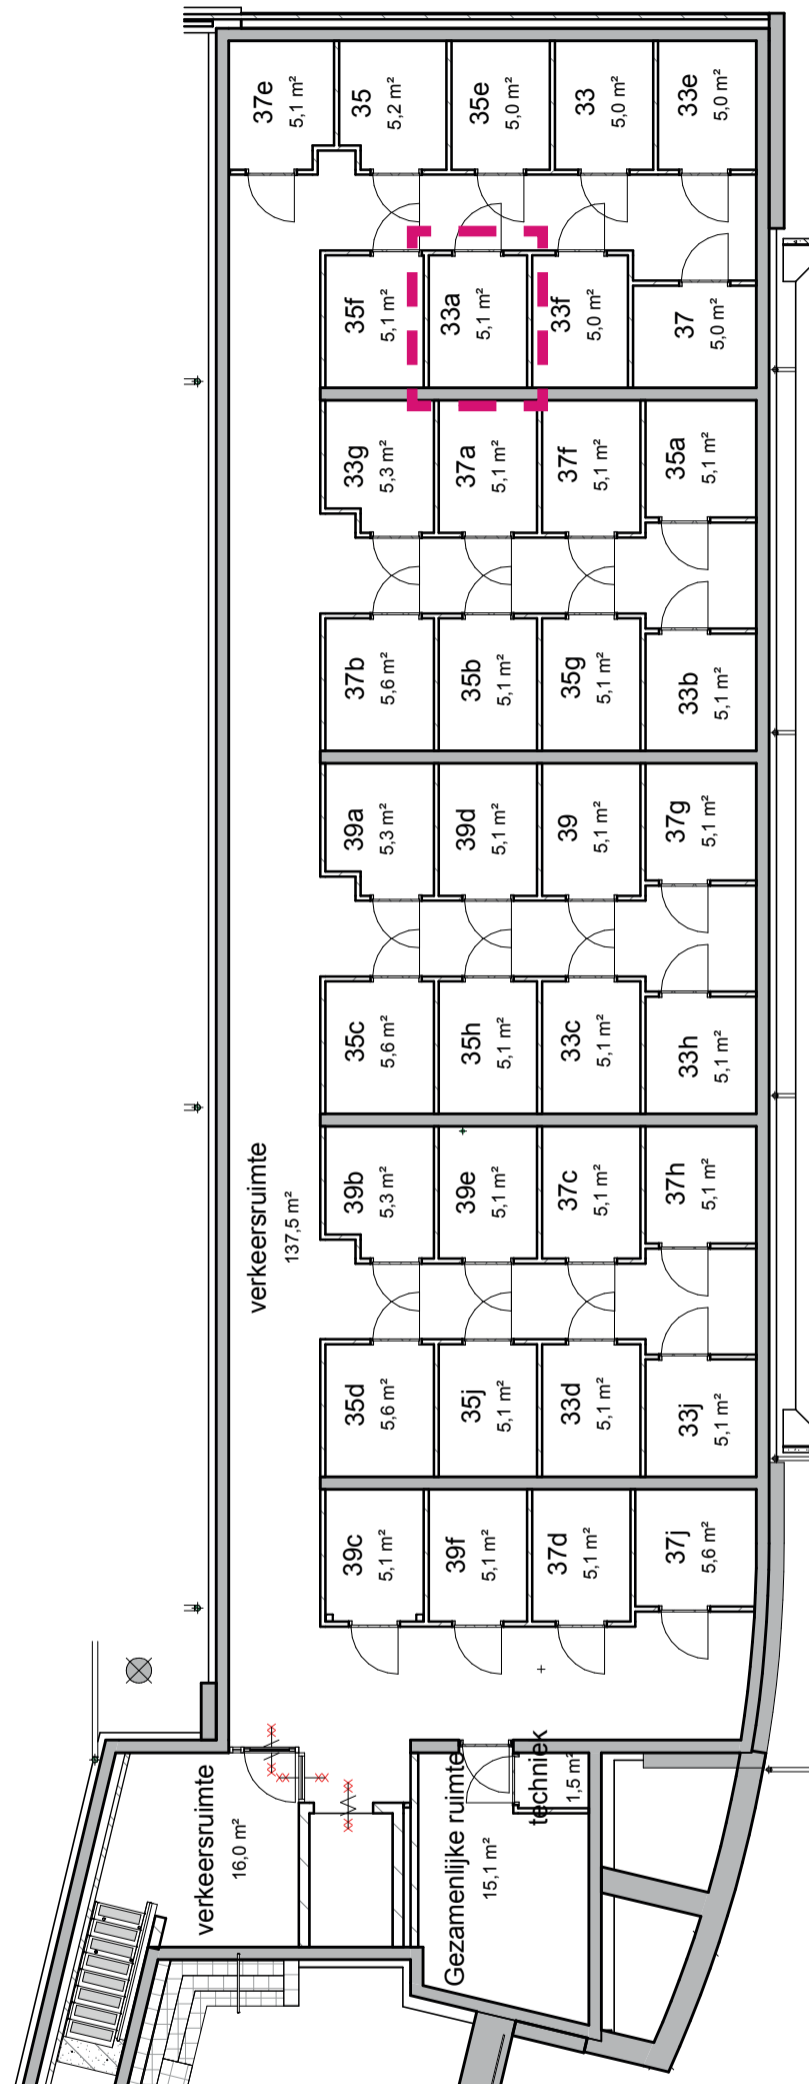 37e
5,1 m²
35
5,2 m²
35e
5,0 m²
33
5,0 m²
33e
5,0 m²
35f
5,1 m²
33a
5,1 m²
33f
5,0 m²
37
5,0 m²
33g
5,3 m²
37a
5,1 m²
37f
5,1 m²
35a
5,1 m²
37b
5,6 m²
35b
5,1 m²
35g
5,1 m²
33b
5,1 m²
39a
5,3 m²
39d
5,1 m²
39
5,1 m²
37g
5,1 m²
35c
5,6 m²
35h
5,1 m²
33c
5,1 m²
33h
5,1 m²
verkeersruimte
137,5 m²
39b
5,3 m²
39e
5,1 m²
37c
5,1 m²
37h
5,1 m²
35d
5,6 m²
35j
5,1 m²
33d
5,1 m²
33j
5,1 m²
39c
5,1 m²
39f
5,1 m²
37d
5,1 m²
37j
5,6 m²
verkeersruimte
16,0 m²
Gezamenlijke ruimte
15,1 m²
techniek
1,5 m²